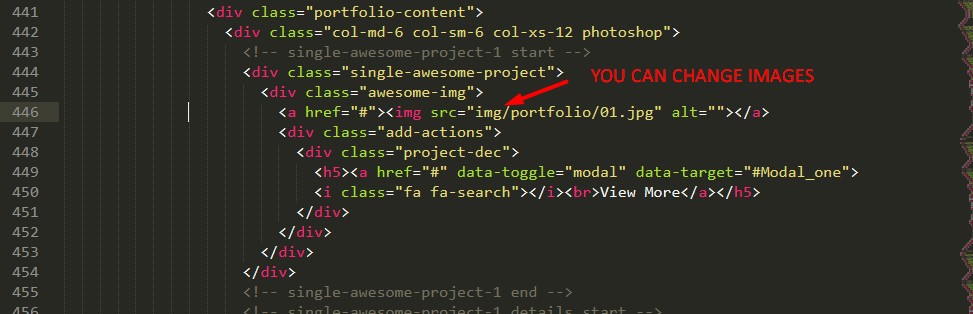 441 <div class="portfolio-content">
442 <div class="col-md-6 col-sm-6 col-xs-12 photoshop">
443 <!-- single-awesome-project-1 start -->
444 <div class="single-awesome-project"> YOU CAN CHANGE IMAGES
445 <div class="awesome-img">
446 <a href="#"><img src="img/portfolio/01.jpg" alt=""></a>
447 <div class="add-actions">
448 <div class="project-dec">
449 <h5><a href="#" data-toggle="modal" data-target="#Modal_one">
450 <i class="fa fa-search"></i><br>View More</a></h5>
451 </div>
452 </div>
453 </div>
454 </div>
455 <!-- single-awesome-project-1 end -->
456 <!-- single-awesome-project-1 details start -->